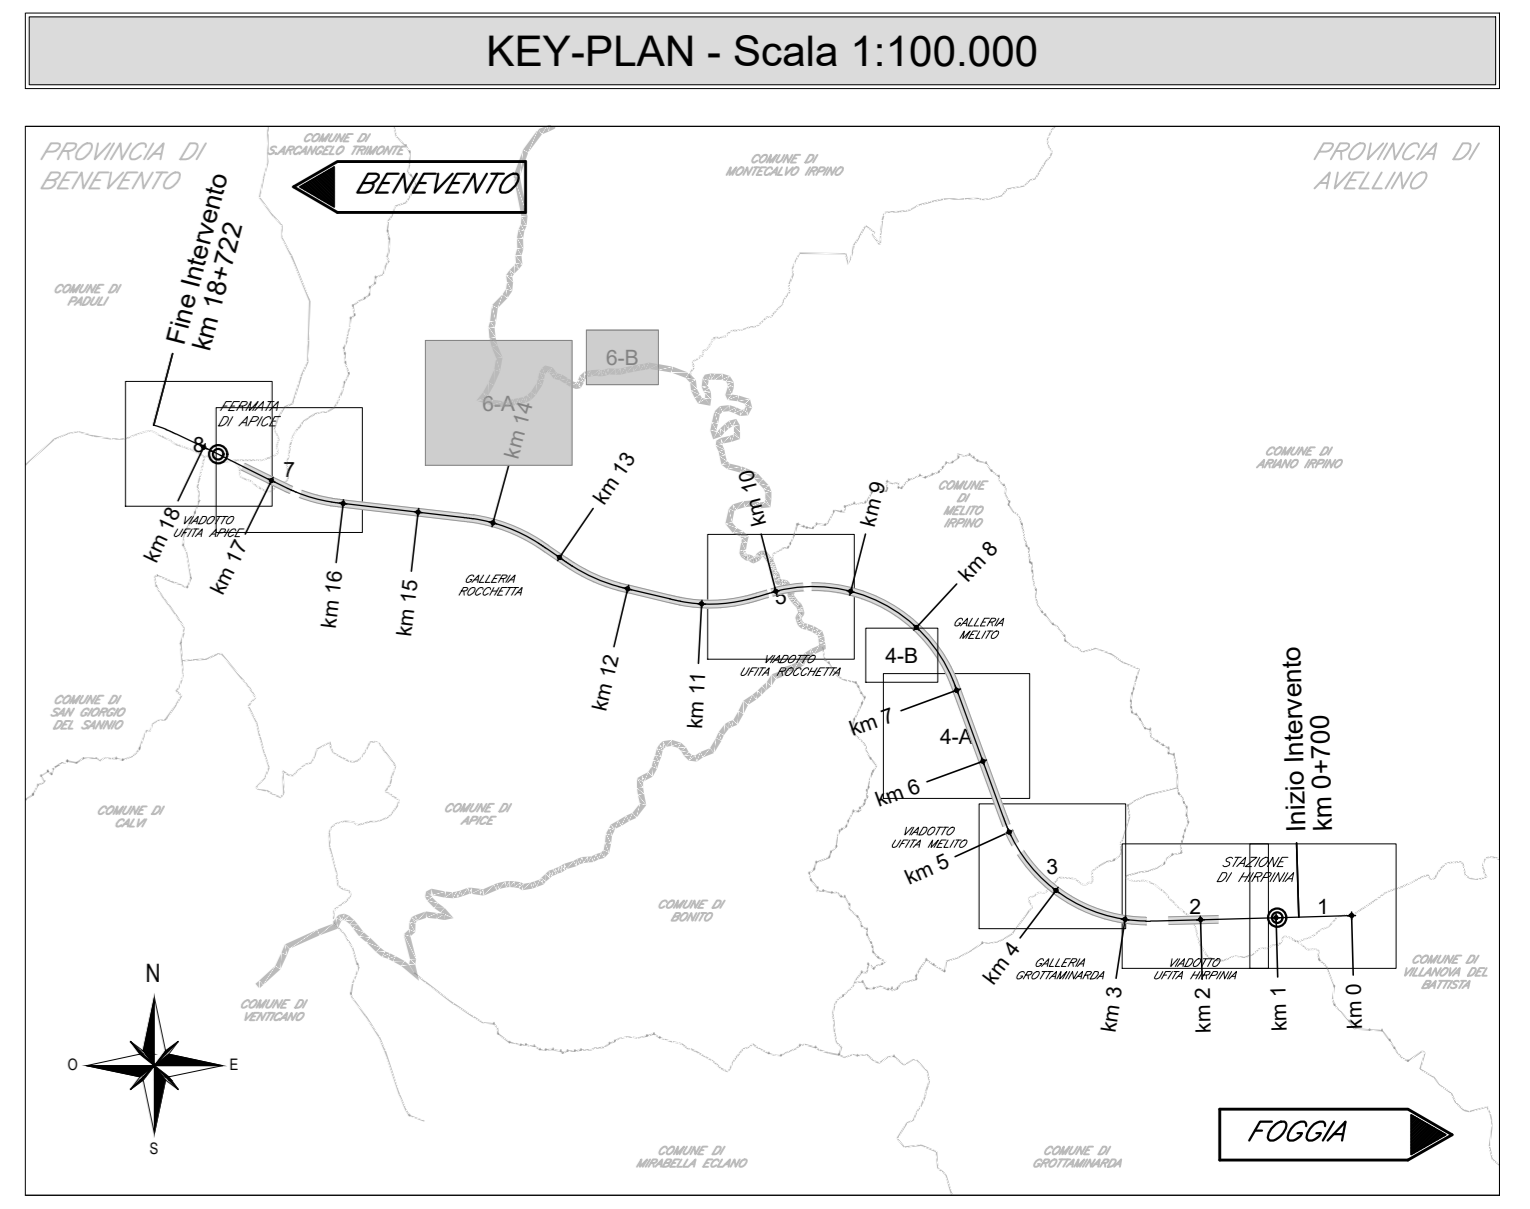 KEY-PLAN - Scala 1:100.000
PROVINCIA DI
BENEVENTO
COMUNE DI
S.ARCANGELO TRIMONTE
BENEVENTO
COMUNE DI
MONTECALVO IRPINO
PROVINCIA DI
AVELLINO
Fine Intervento
km 18+722
COMUNE DI
PADULI
6-A
6-B
FERMATA
DI APICE
8
7
VIADOTTO
UFITA APICE
km 18
km 17
km 16
km 15
km 14
km 13
GALLERIA
ROCCHETTA
km 12
km 11
km 10
5
km 9
VIADOTTO
UFITA ROCCHETTA
COMUNE
DI
MELITO
IRPINO
COMUNE DI
ARIANO IRPINO
km 8
GALLERIA
MELITO
4-B
km 7
4-A
km 6
VIADOTTO
UFITA MELITO
km 5
3
km 4
GALLERIA
GROTTAMINARDA
km 3
Inizio Intervento
km 0+700
STAZIONE
DI HIRPINIA
2
1
VIADOTTO
UFITA HIRPINIA
km 2
km 1
km 0
COMUNE DI
SAN GIORGIO
DEL SANNIO
COMUNE DI
CALVI
COMUNE DI
APICE
COMUNE DI
BONITO
COMUNE DI
VENTICANO
COMUNE DI
VILLANOVA DEL
BATTISTA
N
O
E
S
FOGGIA
COMUNE DI
MIRABELLA ECLANO
COMUNE DI
GROTTAMINARDA